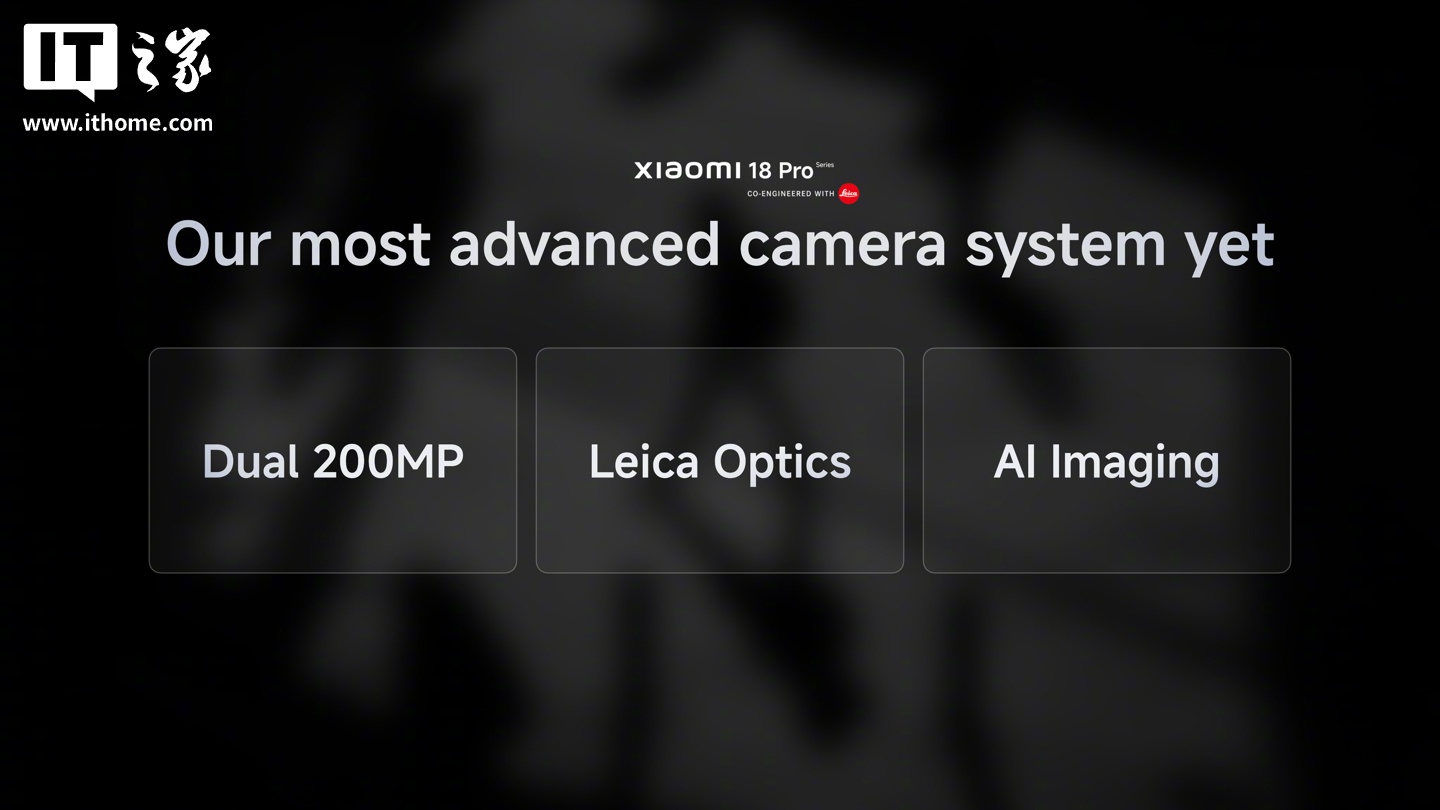 IT之家
www.ithome.com
xiaomi 18 Pro Series
CO-ENGINEERED WITH Leica
Our most advanced camera system yet
Dual 200MP
Leica Optics
AI Imaging